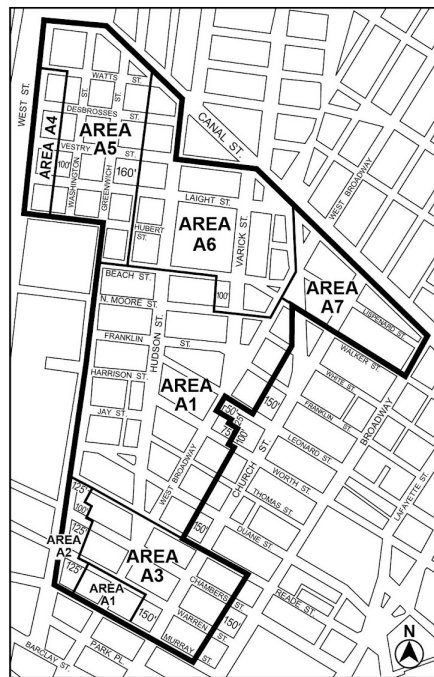 WATTS
ST.
WEST ST.
ST.
ST.
DESBROSSES
ST.
CANAL ST.
AREA A4
AREA
A5
VESTRY
ST.
100'
160'
WASHINGTON
GREENWICH
LAIGHT ST.
WEST BROADWAY
HUBERT
ST.
AREA
A6
VARICK ST.
BEACH ST.
100'
AREA
A7
N. MOORE ST.
LISPENARD ST.
HUDSON ST.
FRANKLIN
ST.
WALKER ST.
HARRISON ST.
AREA
A1
WHITE ST.
150'
FRANKLIN
ST.
BROADWAY
JAY ST.
75'
100'
LEONARD ST.
CHURCH ST.
WEST BROADWAY
WORTH ST.
LAFAYETTE ST.
125'
THOMAS ST.
100'
150'
125'
DUANE ST.
AREA
A2
AREA
A3
125'
AREA
A1
CHAMBERS ST.
READE ST.
150'
150'
WARREN
ST.
MURRAY
ST.
PARK PL.
BARCLAY ST.
N